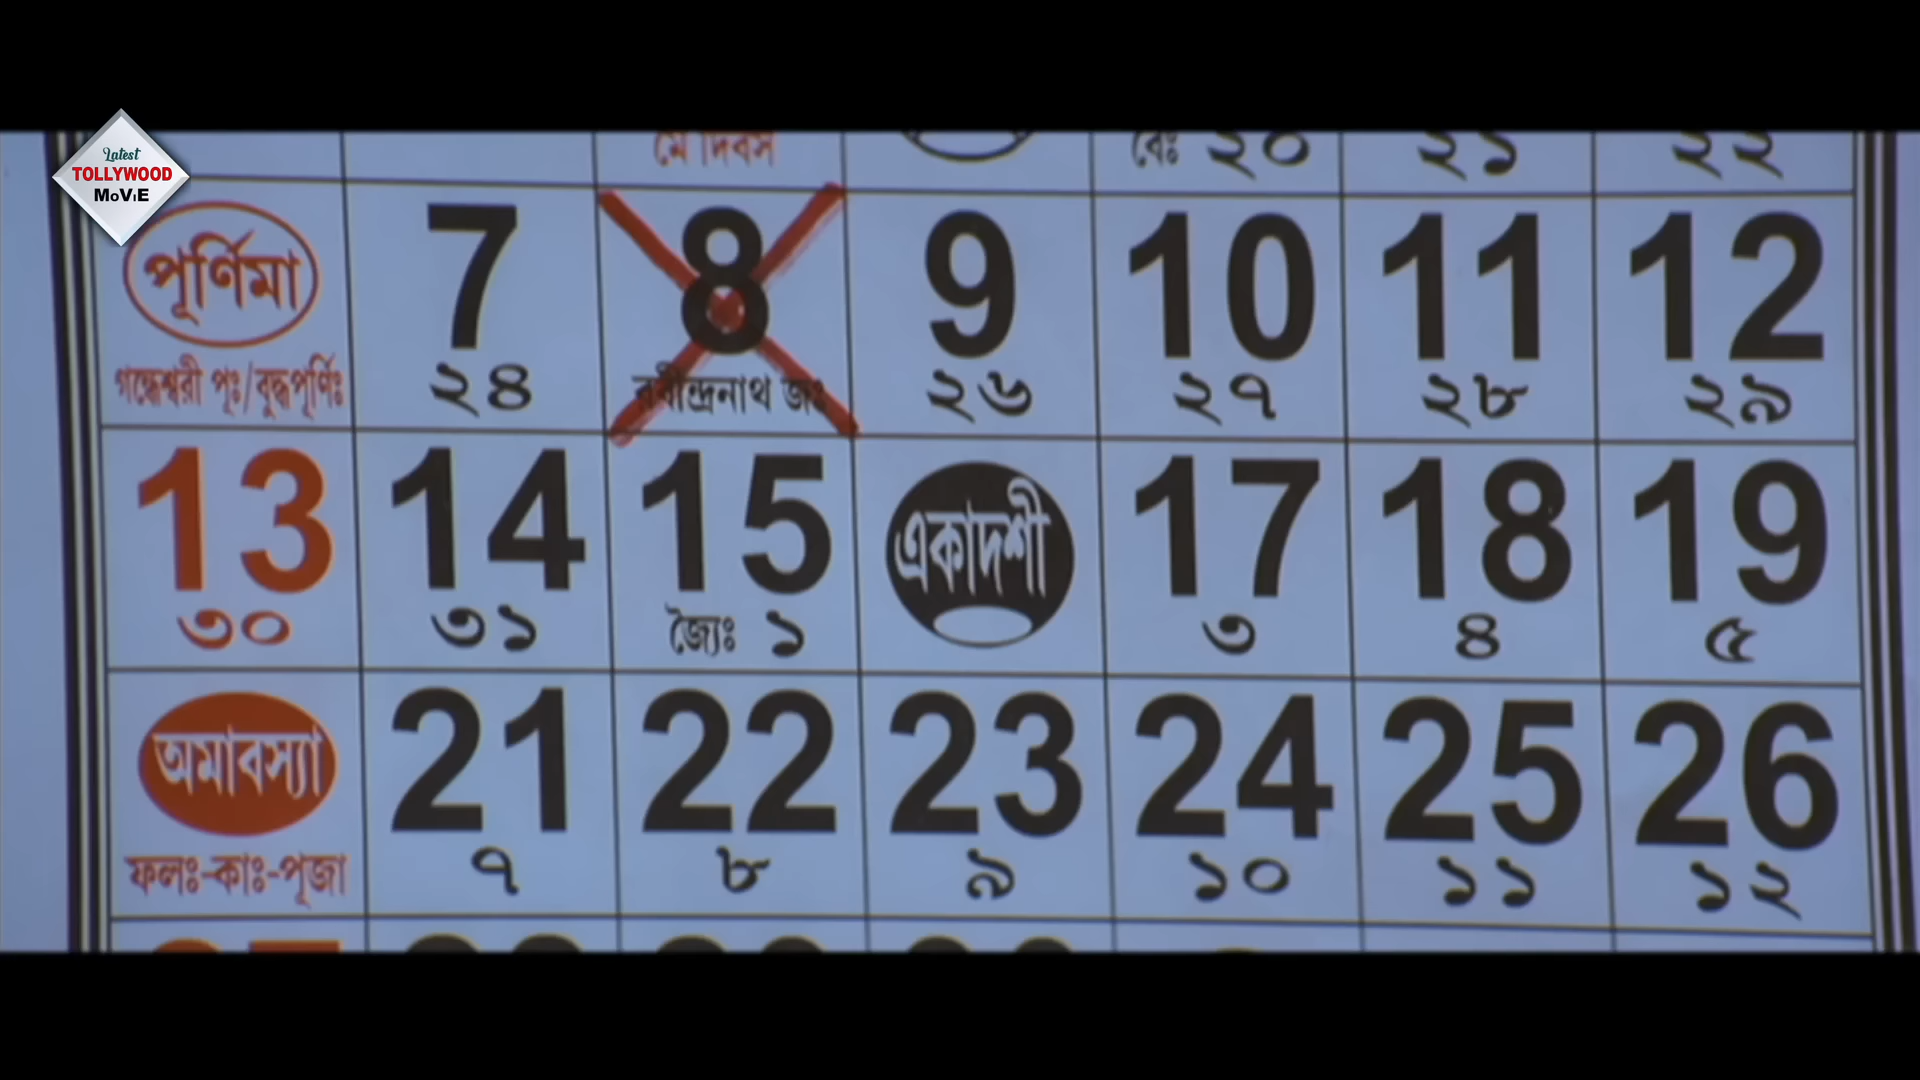 Latest
TOLLYWOOD
MoViE
মে দিবস
বৈঃ ২০ ২১ ২২
পূর্ণিমা 7 8 9 10 11 12
গন্ধেশ্বরী পূঃ/বুদ্ধপূর্ণিঃ ২৪ রবীন্দ্রনাথ জঃ ২৬ ২৭ ২৮ ২৯
13 14 15 একাদশী 17 18 19
৩০ ৩১ জ্যৈঃ ১ ৩ ৪ ৫
অমাবস্যা 21 22 23 24 25 26
ফলঃ-কাঃ-পূজা ৭ ৮ ৯ ১০ ১১ ১২